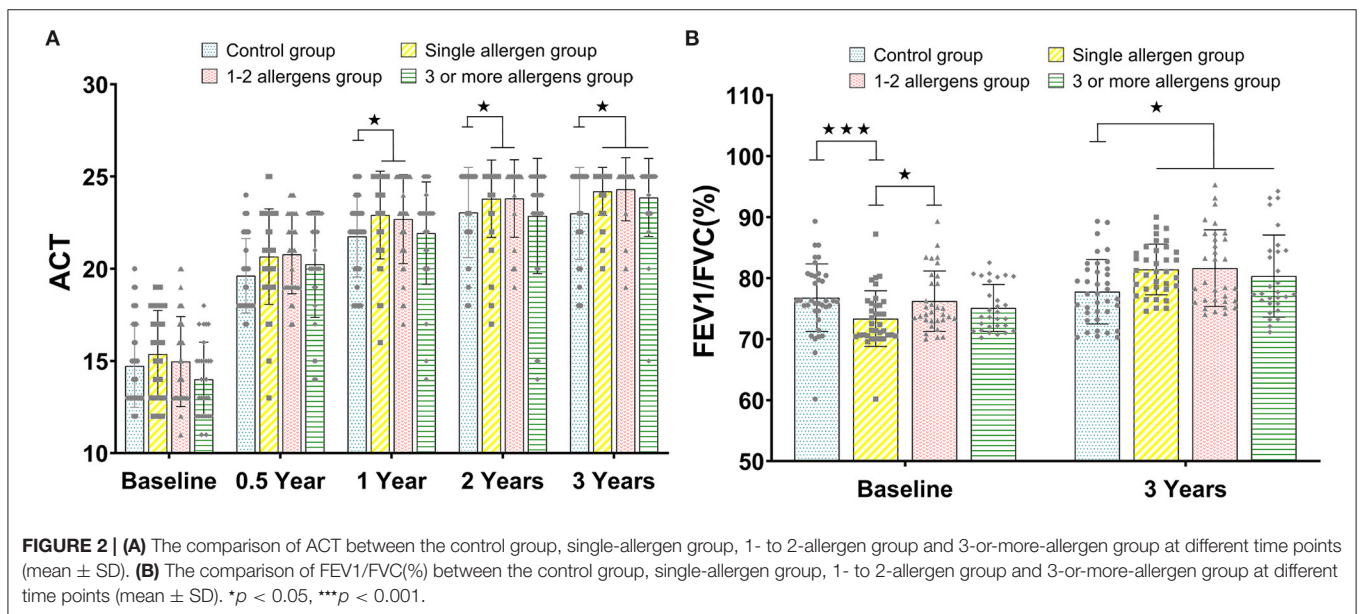 A
Control group
Single allergen group
1-2 allergens group
3 or more allergens group
ACT
30
25
20
15
10
★
★
★
Baseline
0.5 Year
1 Year
2 Years
3 Years
B
Control group
Single allergen group
1-2 allergens group
3 or more allergens group
FEV1/FVC(%)
110
100
90
80
70
60
50
★★★
★
★
Baseline
3 Years
FIGURE 2 | (A) The comparison of ACT between the control group, single-allergen group, 1- to 2-allergen group and 3-or-more-allergen group at different time points
(mean ± SD). (B) The comparison of FEV1/FVC(%) between the control group, single-allergen group, 1- to 2-allergen group and 3-or-more-allergen group at different
time points (mean ± SD). *p < 0.05, ***p < 0.001.